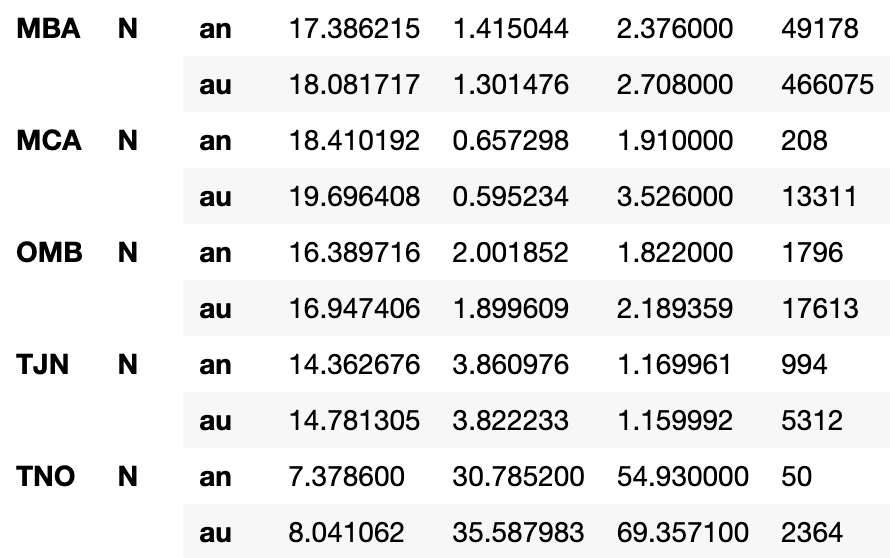 MBA N an 17.386215 1.415044 2.376000 49178
au 18.081717 1.301476 2.708000 466075
MCA N an 18.410192 0.657298 1.910000 208
au 19.696408 0.595234 3.526000 13311
OMB N an 16.389716 2.001852 1.822000 1796
au 16.947406 1.899609 2.189359 17613
TJN N an 14.362676 3.860976 1.169961 994
au 14.781305 3.822233 1.159992 5312
TNO N an 7.378600 30.785200 54.930000 50
au 8.041062 35.587983 69.357100 2364